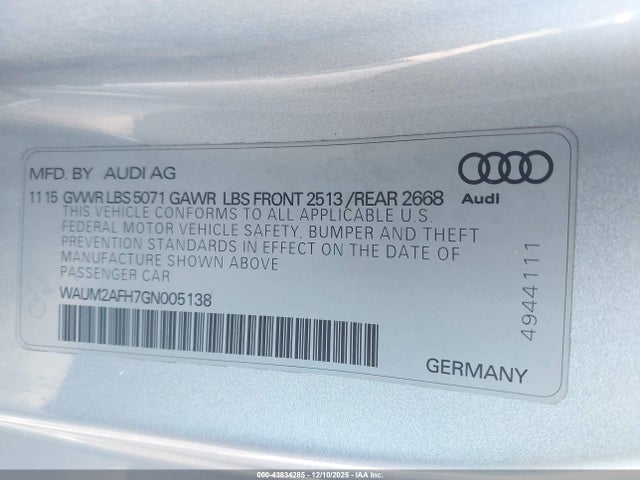 MFD. BY AUDI AG
11 15 GVWR LBS 5071 GAWR LBS FRONT 2513 /REAR 2668
THIS VEHICLE CONFORMS TO ALL APPLICABLE U.S.
FEDERAL MOTOR VEHICLE SAFETY, BUMPER AND THEFT
PREVENTION STANDARDS IN EFFECT ON THE DATE OF
MANUFACTURE SHOWN ABOVE
PASSENGER CAR
WAUM2AFH7GN005138
Audi
4944111
GERMANY
000-43834285 - 12/10/2025 - IAA Inc.